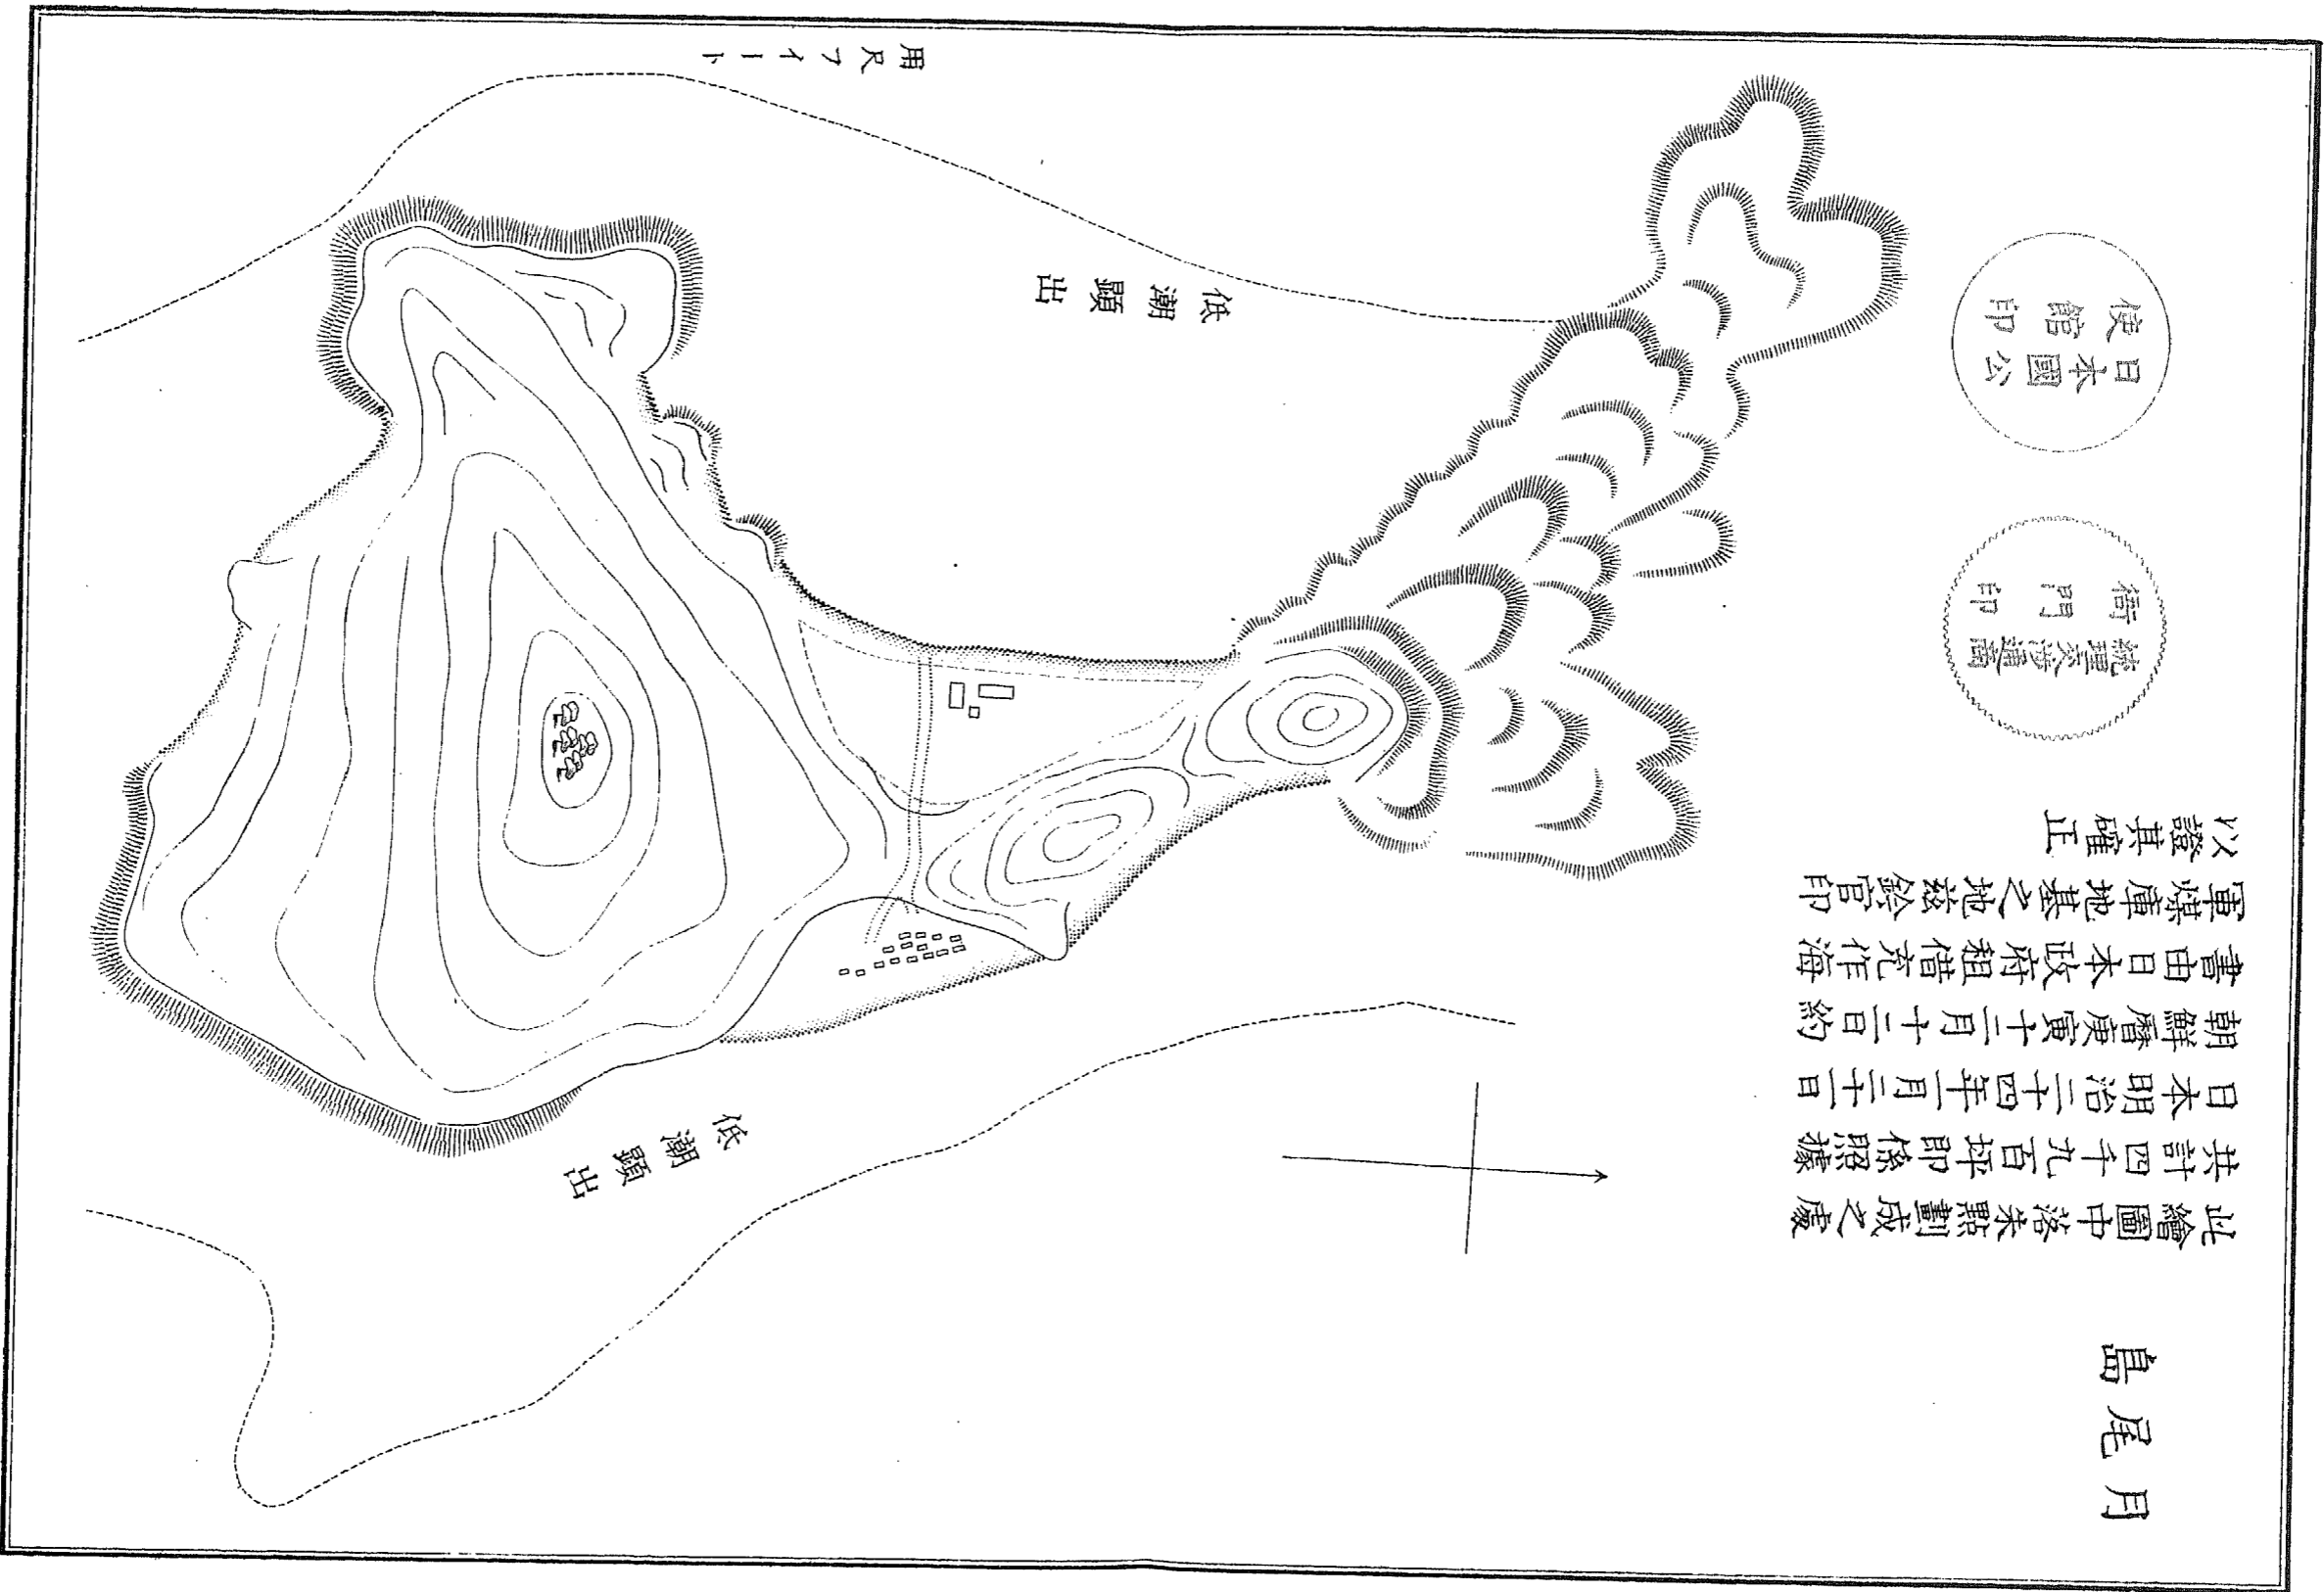 月尾島
此繪圖中落朱點劃成之處
共計四千九百坪即係照據
日本明治二十四年一月二十一日
朝鮮曆庚寅十二月十二日約
書由日本政府租借充作海
軍煤庫地基之地茲鈐官印
以證其確正
統理交涉通商
衙門印
日本國公
使館印
低潮顯出
低潮顯出
用尺フイート